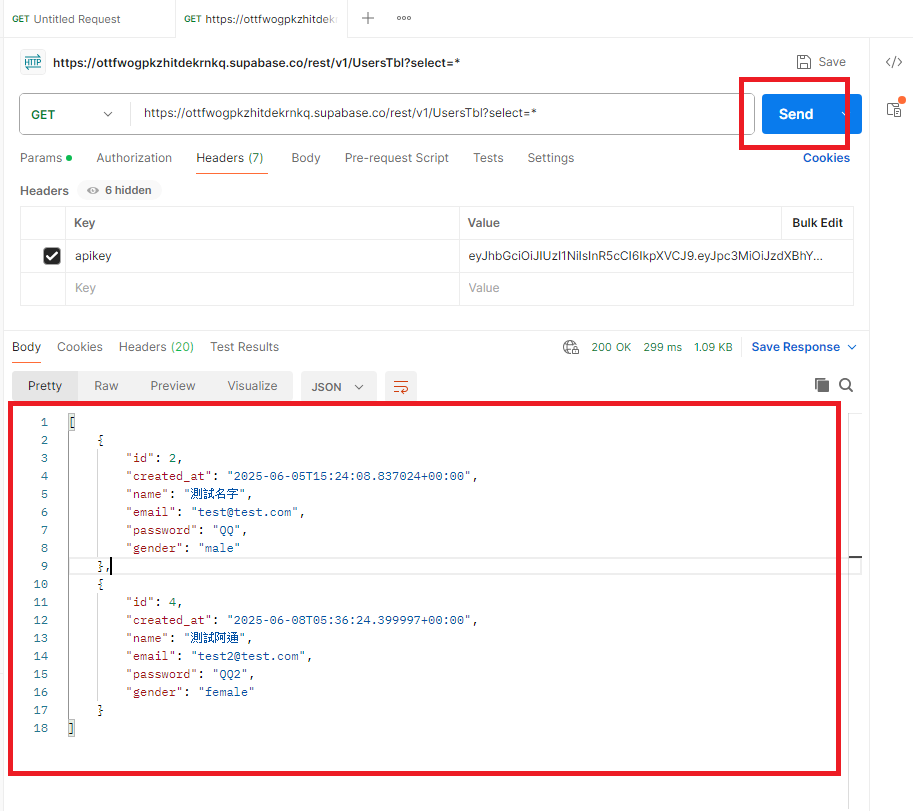 GET Untitled Request
GET https://ottfwogpkzhitdekr
https://ottfwogpkzhitdekrnkq.supabase.co/rest/v1/UsersTbl?select=*
Save
GET
https://ottfwogpkzhitdekrnkq.supabase.co/rest/v1/UsersTbl?select=*
Send
Params
Authorization
Headers (7)
Body
Pre-request Script
Tests
Settings
Cookies
Headers
6 hidden
Key
Value
Bulk Edit
apikey
eyJhbGciOiJIUzI1NiIsInR5cCI6IkpXVCJ9.eyJpc3MiOiJzdXBhY...
Key
Value
Body
Cookies
Headers (20)
Test Results
200 OK
299 ms
1.09 KB
Save Response
Pretty
Raw
Preview
Visualize
JSON
1 [
2 {
3 "id": 2,
4 "created_at": "2025-06-05T15:24:08.837024+00:00",
5 "name": "測試名字",
6 "email": "test@test.com",
7 "password": "QQ",
8 "gender": "male"
9 },
10 {
11 "id": 4,
12 "created_at": "2025-06-08T05:36:24.399997+00:00",
13 "name": "測試阿通",
14 "email": "test2@test.com",
15 "password": "QQ2",
16 "gender": "female"
17 }
18 ]